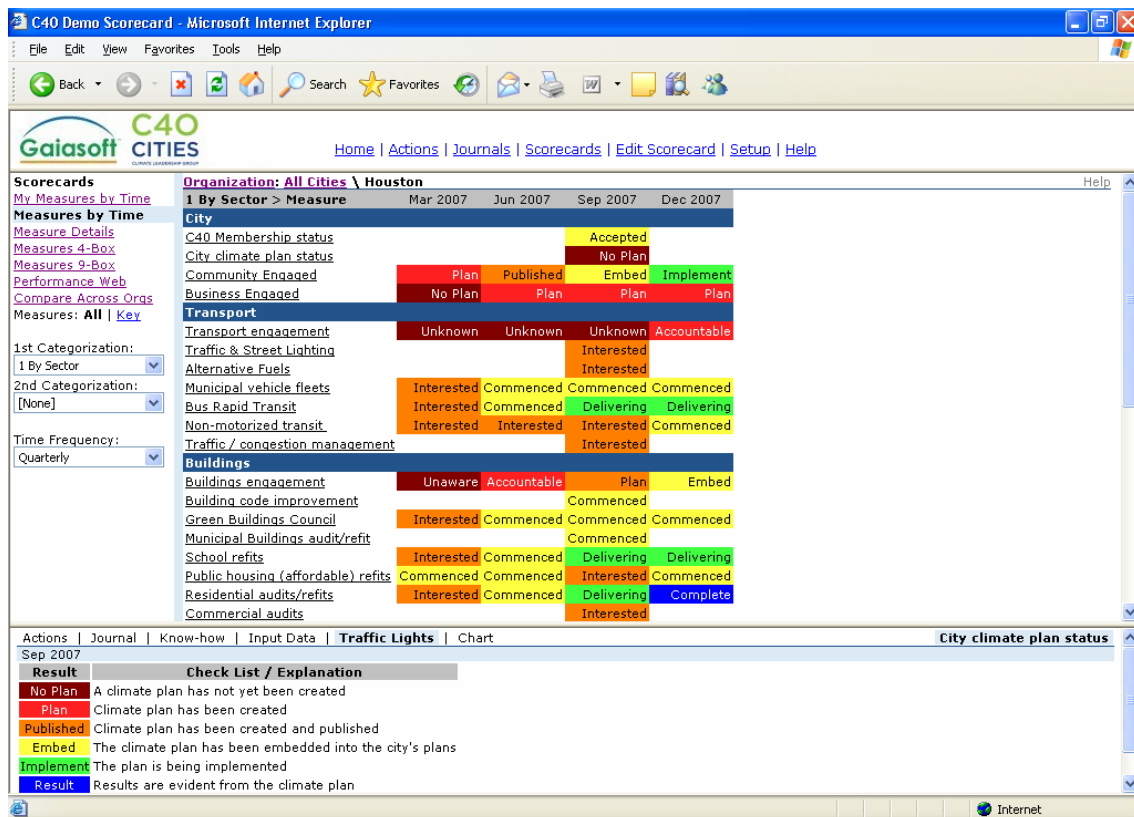 C40 Demo Scorecard - Microsoft Internet Explorer
File Edit View Favorites Tools Help
Back Search Favorites
Gaiasoft C40 CITIES
CLIMATE LEADERSHIP GROUP
Home | Actions | Journals | Scorecards | Edit Scorecard | Setup | Help
Scorecards
My Measures by Time
Measures by Time
Measure Details
Measures 4-Box
Measures 9-Box
Performance Web
Compare Across Orgs
Measures: All | Key
1st Categorization:
1 By Sector
2nd Categorization:
[None]
Time Frequency:
Quarterly
Organization: All Cities \ Houston Help
1 By Sector > Measure Mar 2007 Jun 2007 Sep 2007 Dec 2007
City
C40 Membership status Accepted
City climate plan status No Plan
Community Engaged Plan Published Embed Implement
Business Engaged No Plan Plan Plan Plan
Transport
Transport engagement Unknown Unknown Unknown Accountable
Traffic & Street Lighting Interested
Alternative Fuels Interested
Municipal vehicle fleets Interested Commenced Commenced Commenced
Bus Rapid Transit Interested Commenced Delivering Delivering
Non-motorized transit Interested Interested Interested Commenced
Traffic / congestion management Interested
Buildings
Buildings engagement Unaware Accountable Plan Embed
Building code improvement Commenced
Green Buildings Council Interested Commenced Commenced Commenced
Municipal Buildings audit/refit Commenced
School refits Interested Commenced Delivering Delivering
Public housing (affordable) refits Commenced Commenced Interested Commenced
Residential audits/refits Interested Commenced Delivering Complete
Commercial audits Interested
Actions | Journal | Know-how | Input Data | Traffic Lights | Chart City climate plan status
Sep 2007
Result Check List / Explanation
No Plan A climate plan has not yet been created
Plan Climate plan has been created
Published Climate plan has been created and published
Embed The climate plan has been embedded into the city's plans
Implement The plan is being implemented
Result Results are evident from the climate plan
Internet